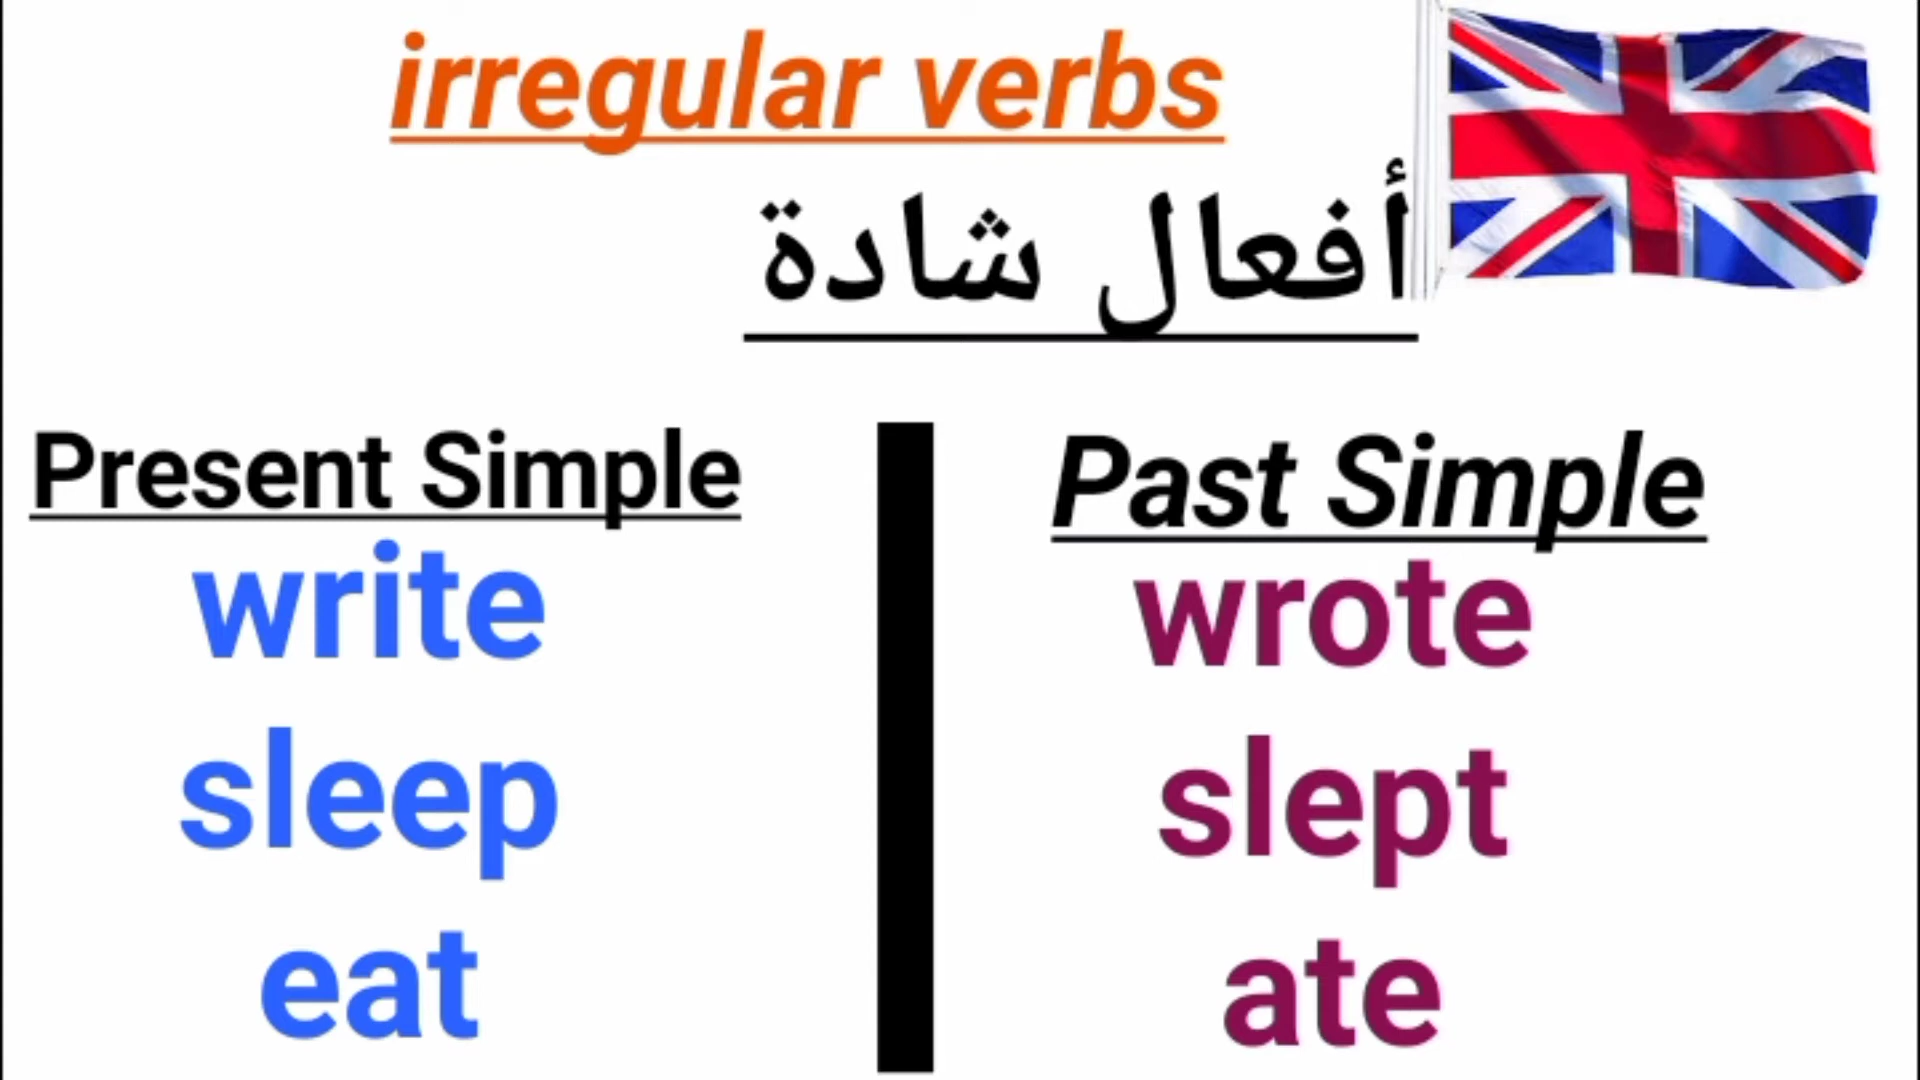 irregular verbs
أفعال شادة
Present Simple
write
sleep
eat
Past Simple
wrote
slept
ate